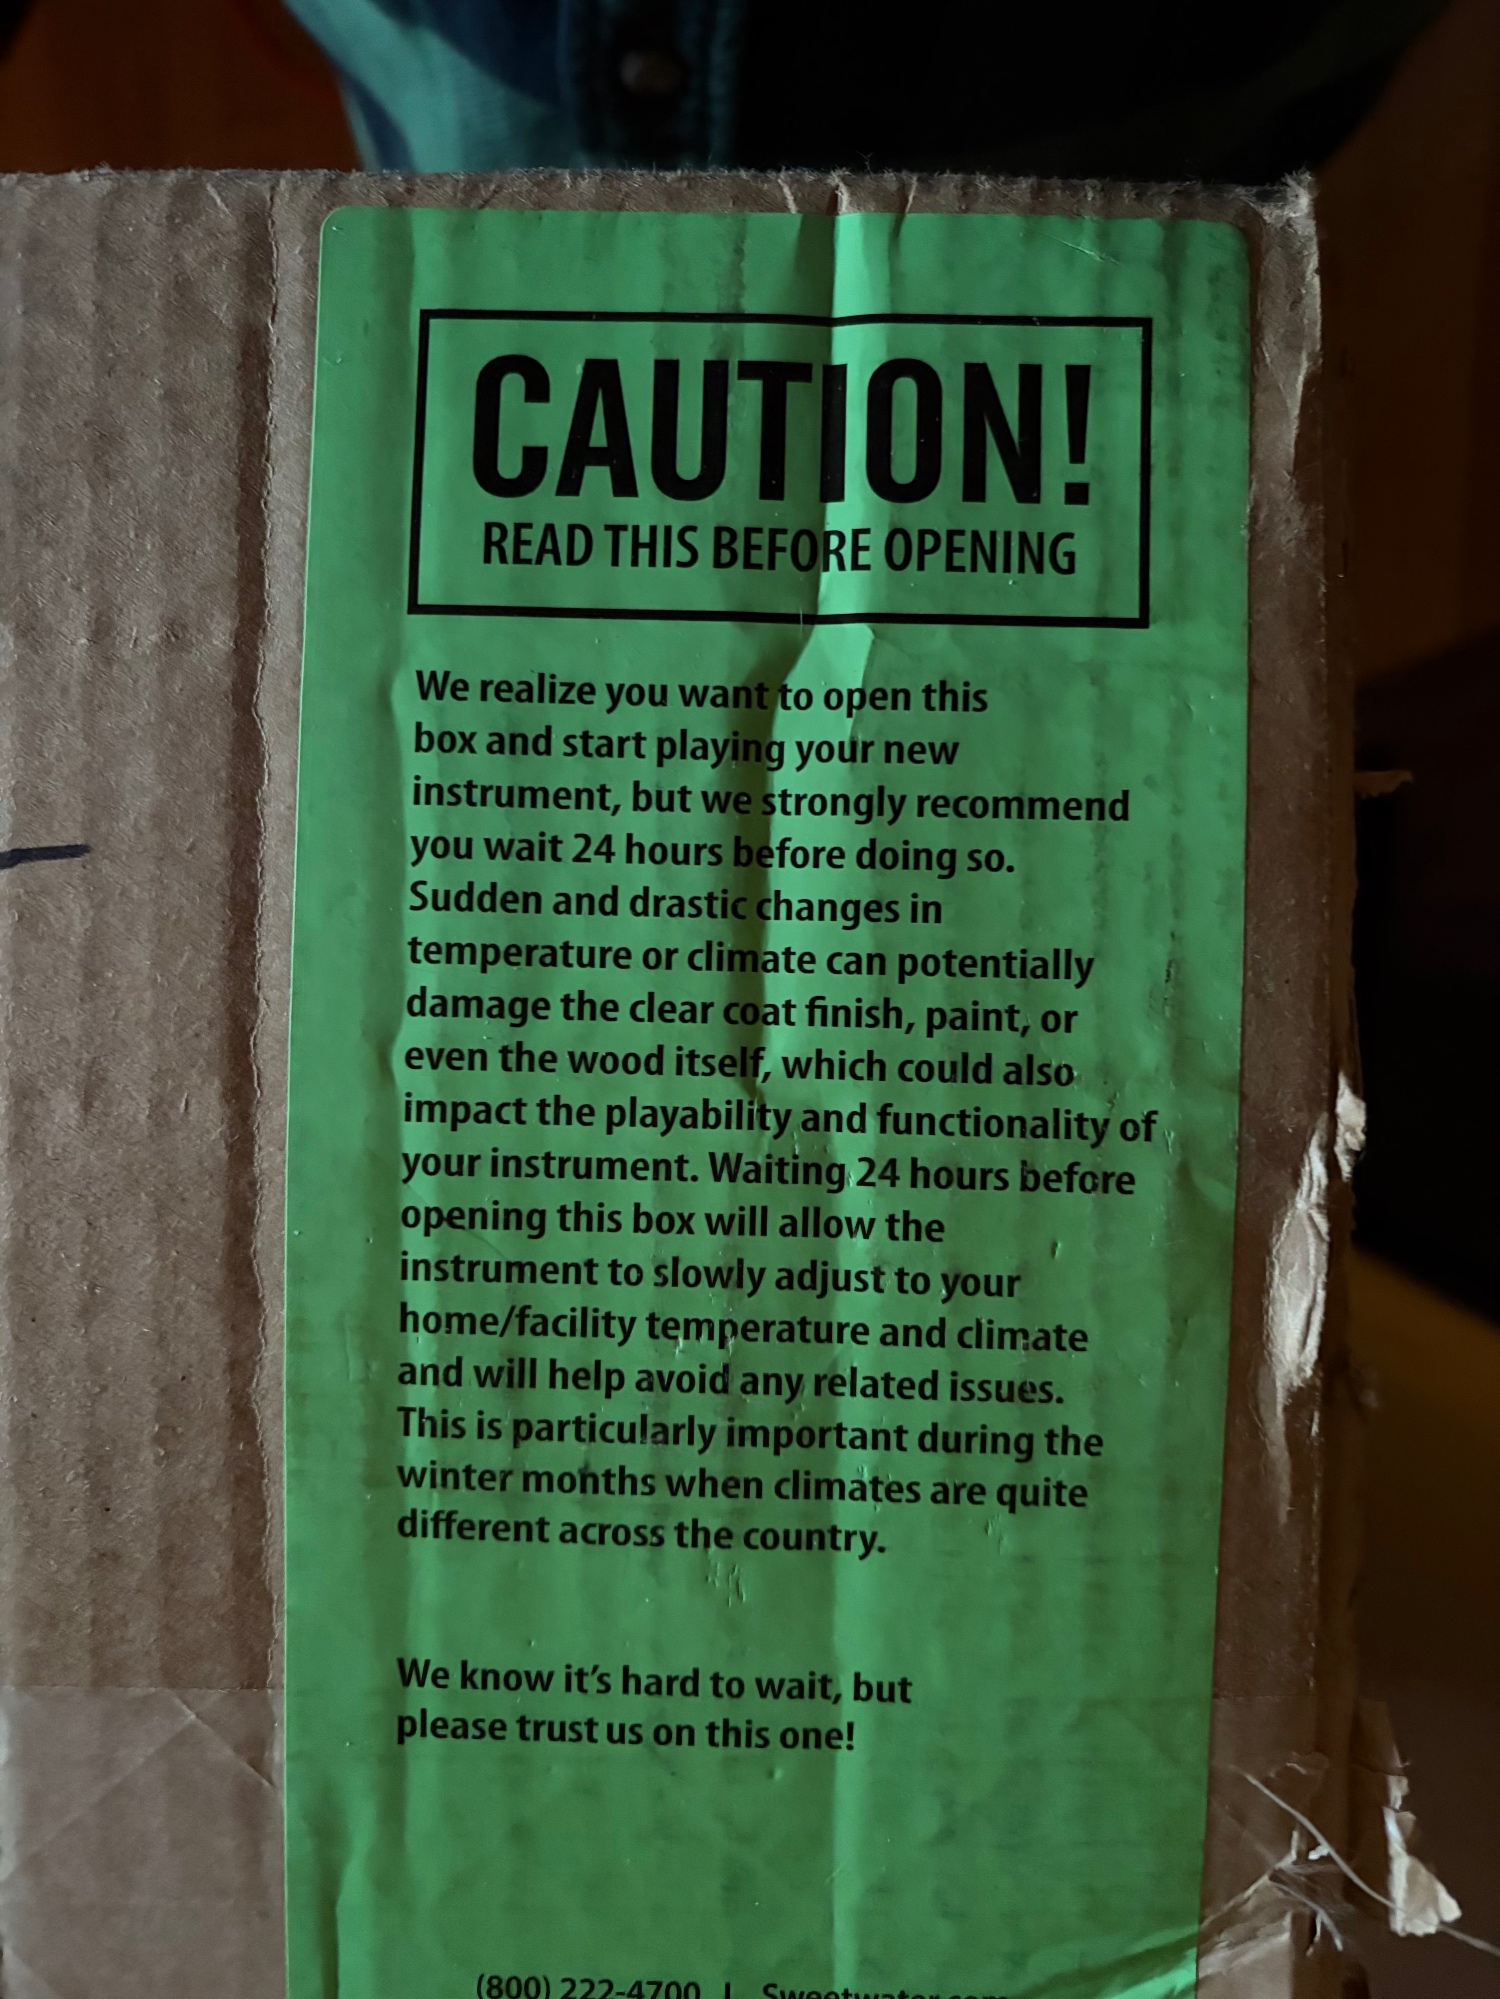 CAUTION!
READ THIS BEFORE OPENING
We realize you want to open this
box and start playing your new
instrument, but we strongly recommend
you wait 24 hours before doing so.
Sudden and drastic changes in
temperature or climate can potentially
damage the clear coat finish, paint, or
even the wood itself, which could also
impact the playability and functionality of
your instrument. Waiting 24 hours before
opening this box will allow the
instrument to slowly adjust to your
home/facility temperature and climate
and will help avoid any related issues.
This is particularly important during the
winter months when climates are quite
different across the country.
We know it's hard to wait, but
please trust us on this one!
(800) 222-4700 | Sweetwater.com